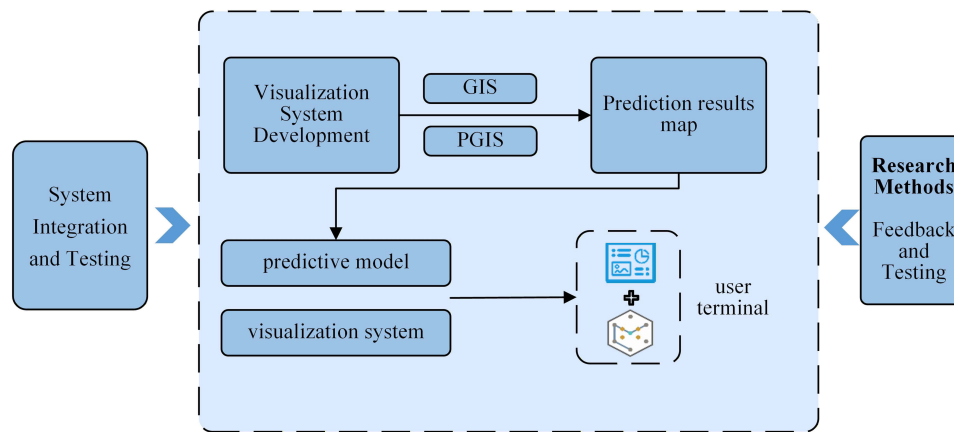 System
Integration
and Testing
Visualization
System
Development
GIS
PGIS
Prediction results
map
predictive model
visualization system
user
terminal
Research
Methods
Feedback
and
Testing